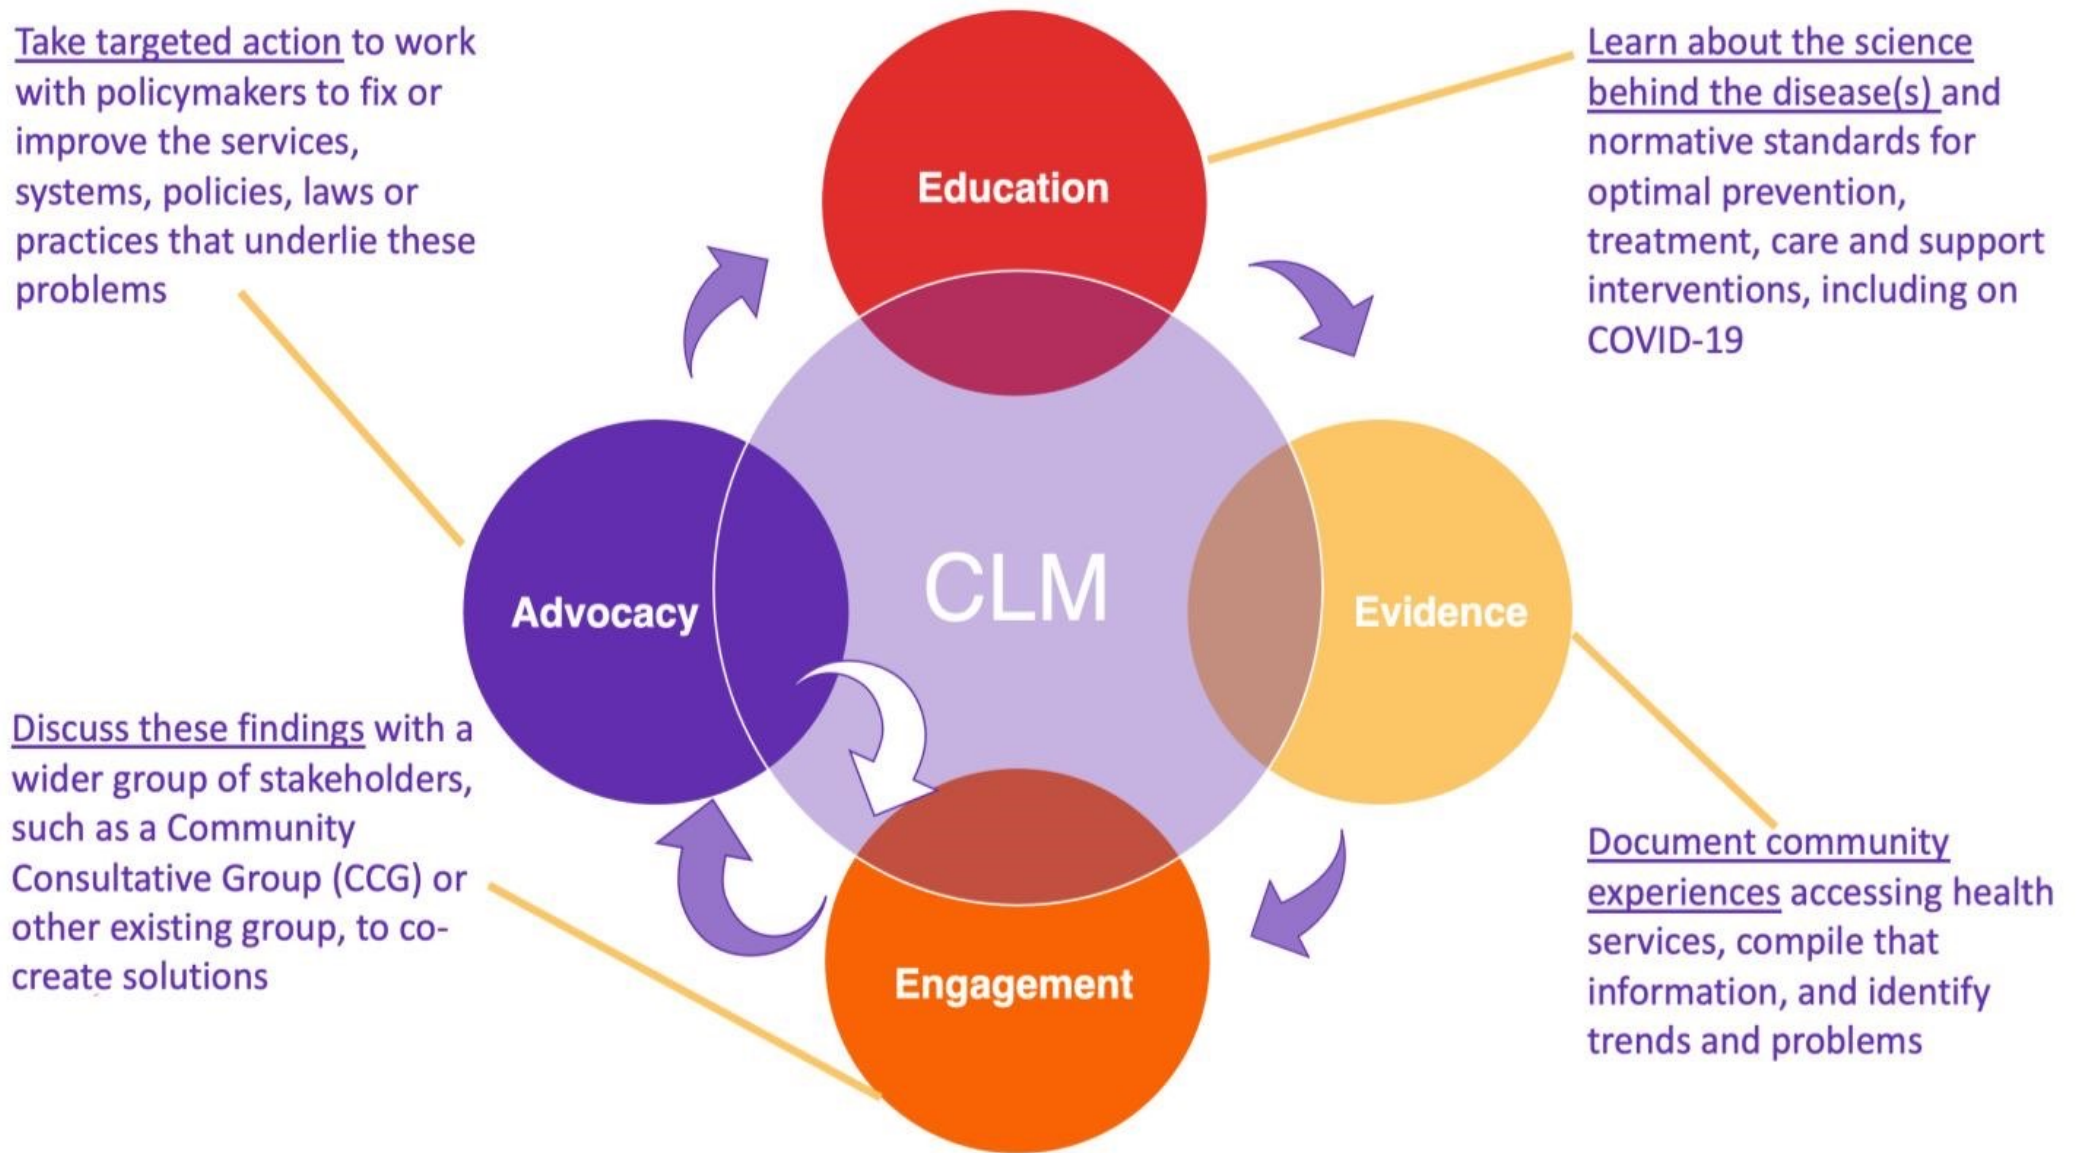 Take targeted action to work
with policymakers to fix or
improve the services,
systems, policies, laws or
practices that underlie these
problems
Education
Learn about the science
behind the disease(s) and
normative standards for
optimal prevention,
treatment, care and support
interventions, including on
COVID-19
Advocacy
CLM
Evidence
Discuss these findings with a
wider group of stakeholders,
such as a Community
Consultative Group (CCG) or
other existing group, to co-
create solutions
Engagement
Document community
experiences accessing health
services, compile that
information, and identify
trends and problems